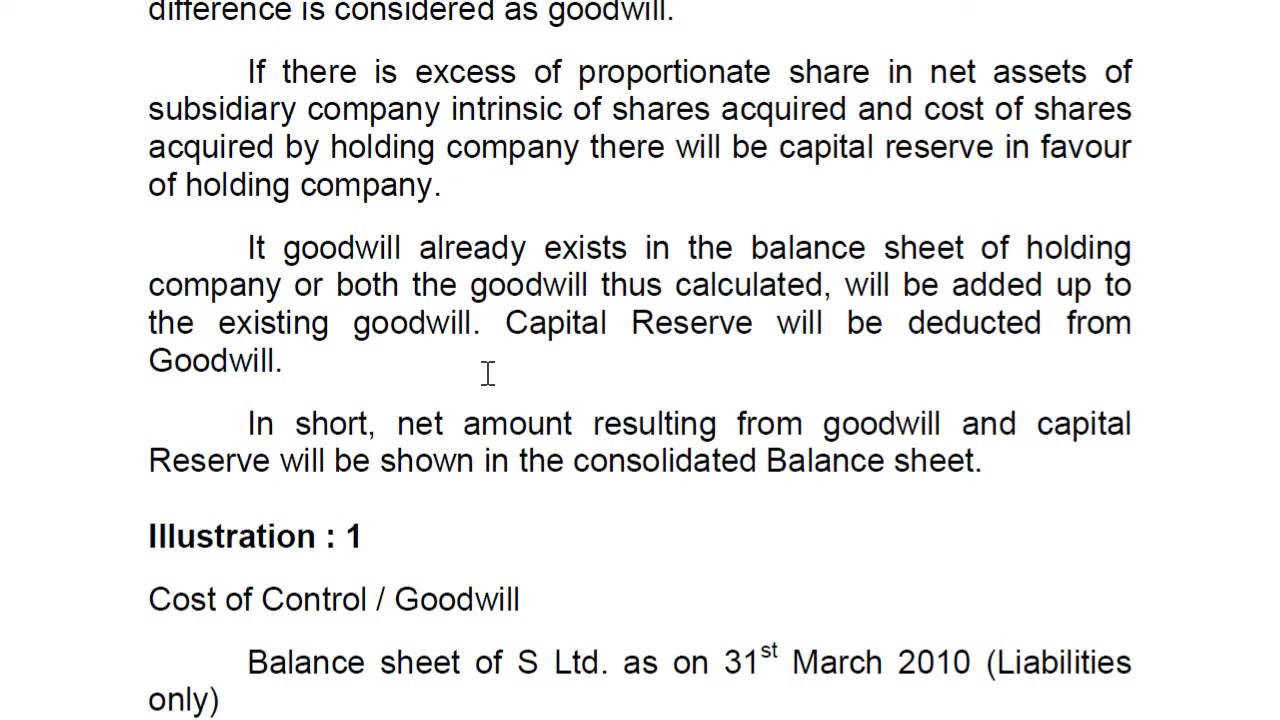 difference is considered as goodwill.
If there is excess of proportionate share in net assets of
subsidiary company intrinsic of shares acquired and cost of shares
acquired by holding company there will be capital reserve in favour
of holding company.
It goodwill already exists in the balance sheet of holding
company or both the goodwill thus calculated, will be added up to
the existing goodwill. Capital Reserve will be deducted from
Goodwill.
In short, net amount resulting from goodwill and capital
Reserve will be shown in the consolidated Balance sheet.
Illustration : 1
Cost of Control / Goodwill
Balance sheet of S Ltd. as on 31st March 2010 (Liabilities
only)